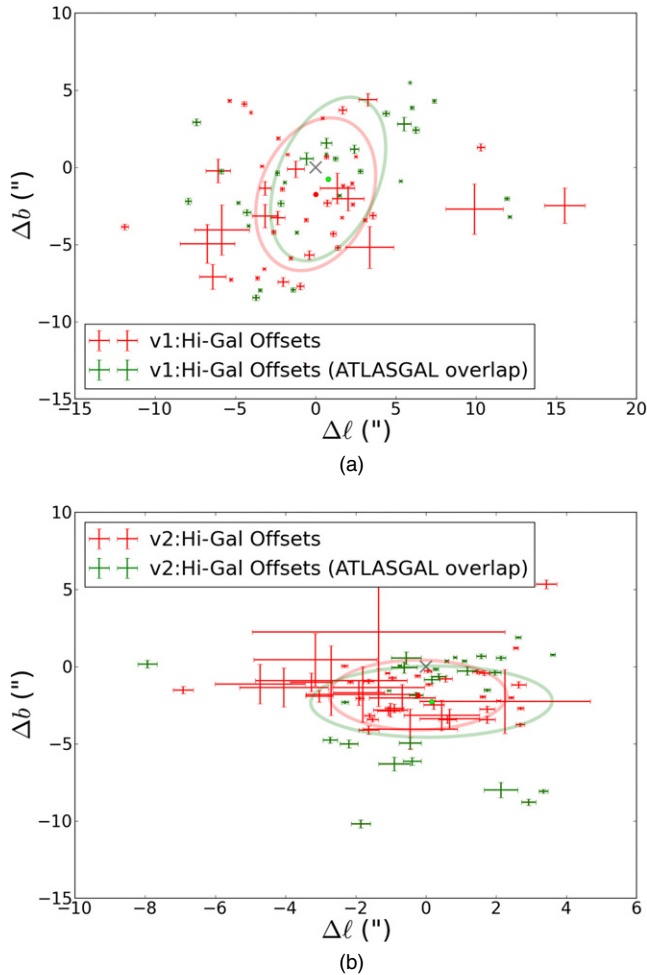 10
5
0
−5
−10
−15
Δb (")
v1:Hi-Gal Offsets
v1:Hi-Gal Offsets (ATLASGAL overlap)
−15 −10 −5 0 5 10 15 20
Δℓ (")
(a)
10
5
0
−5
−10
−15
Δb (")
v2:Hi-Gal Offsets
v2:Hi-Gal Offsets (ATLASGAL overlap)
−10 −8 −6 −4 −2 0 2 4 6
Δℓ (")
(b)